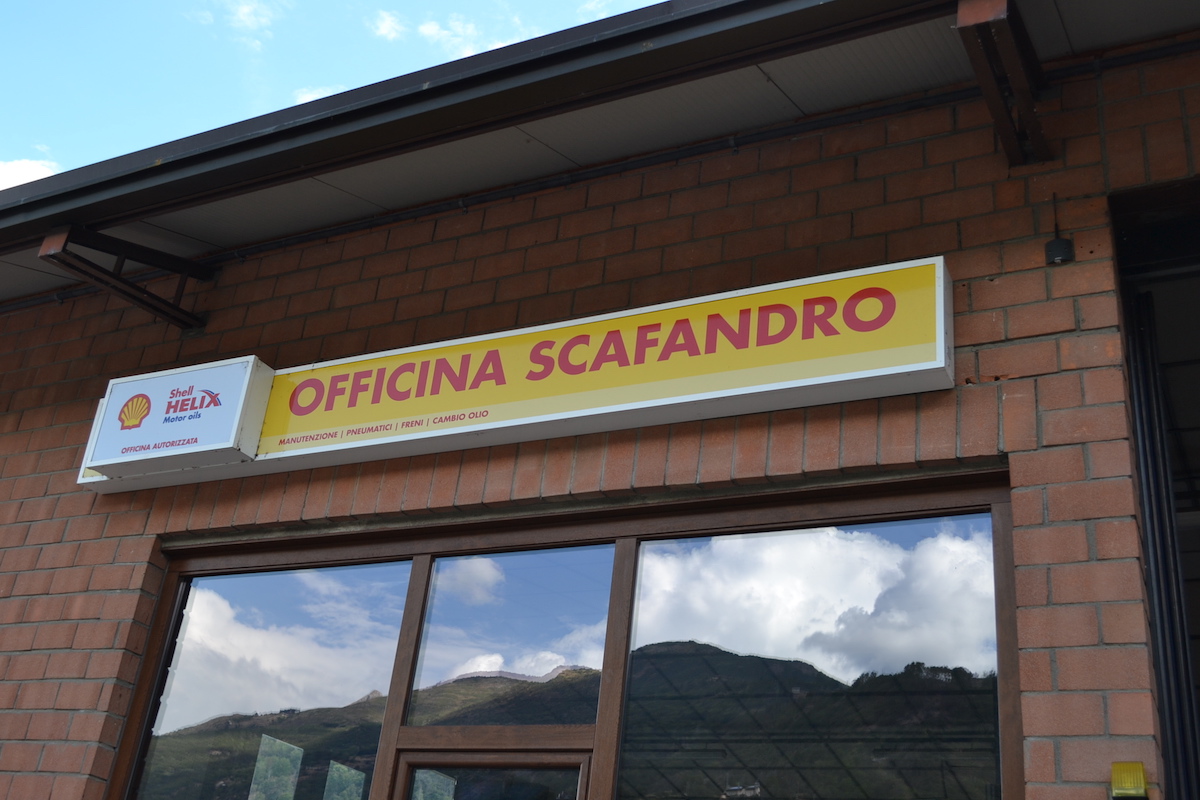 Shell
HELIX
Motor oils
OFFICINA AUTORIZZATA
OFFICINA SCAFANDRO
MANUTENZIONE | PNEUMATICI | FRENI | CAMBIO OLIO